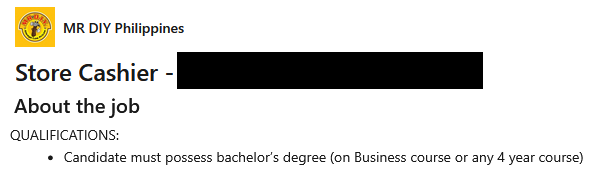 MR DIY Philippines
Store Cashier -
About the job
QUALIFICATIONS:
• Candidate must possess bachelor's degree (on Business course or any 4 year course)